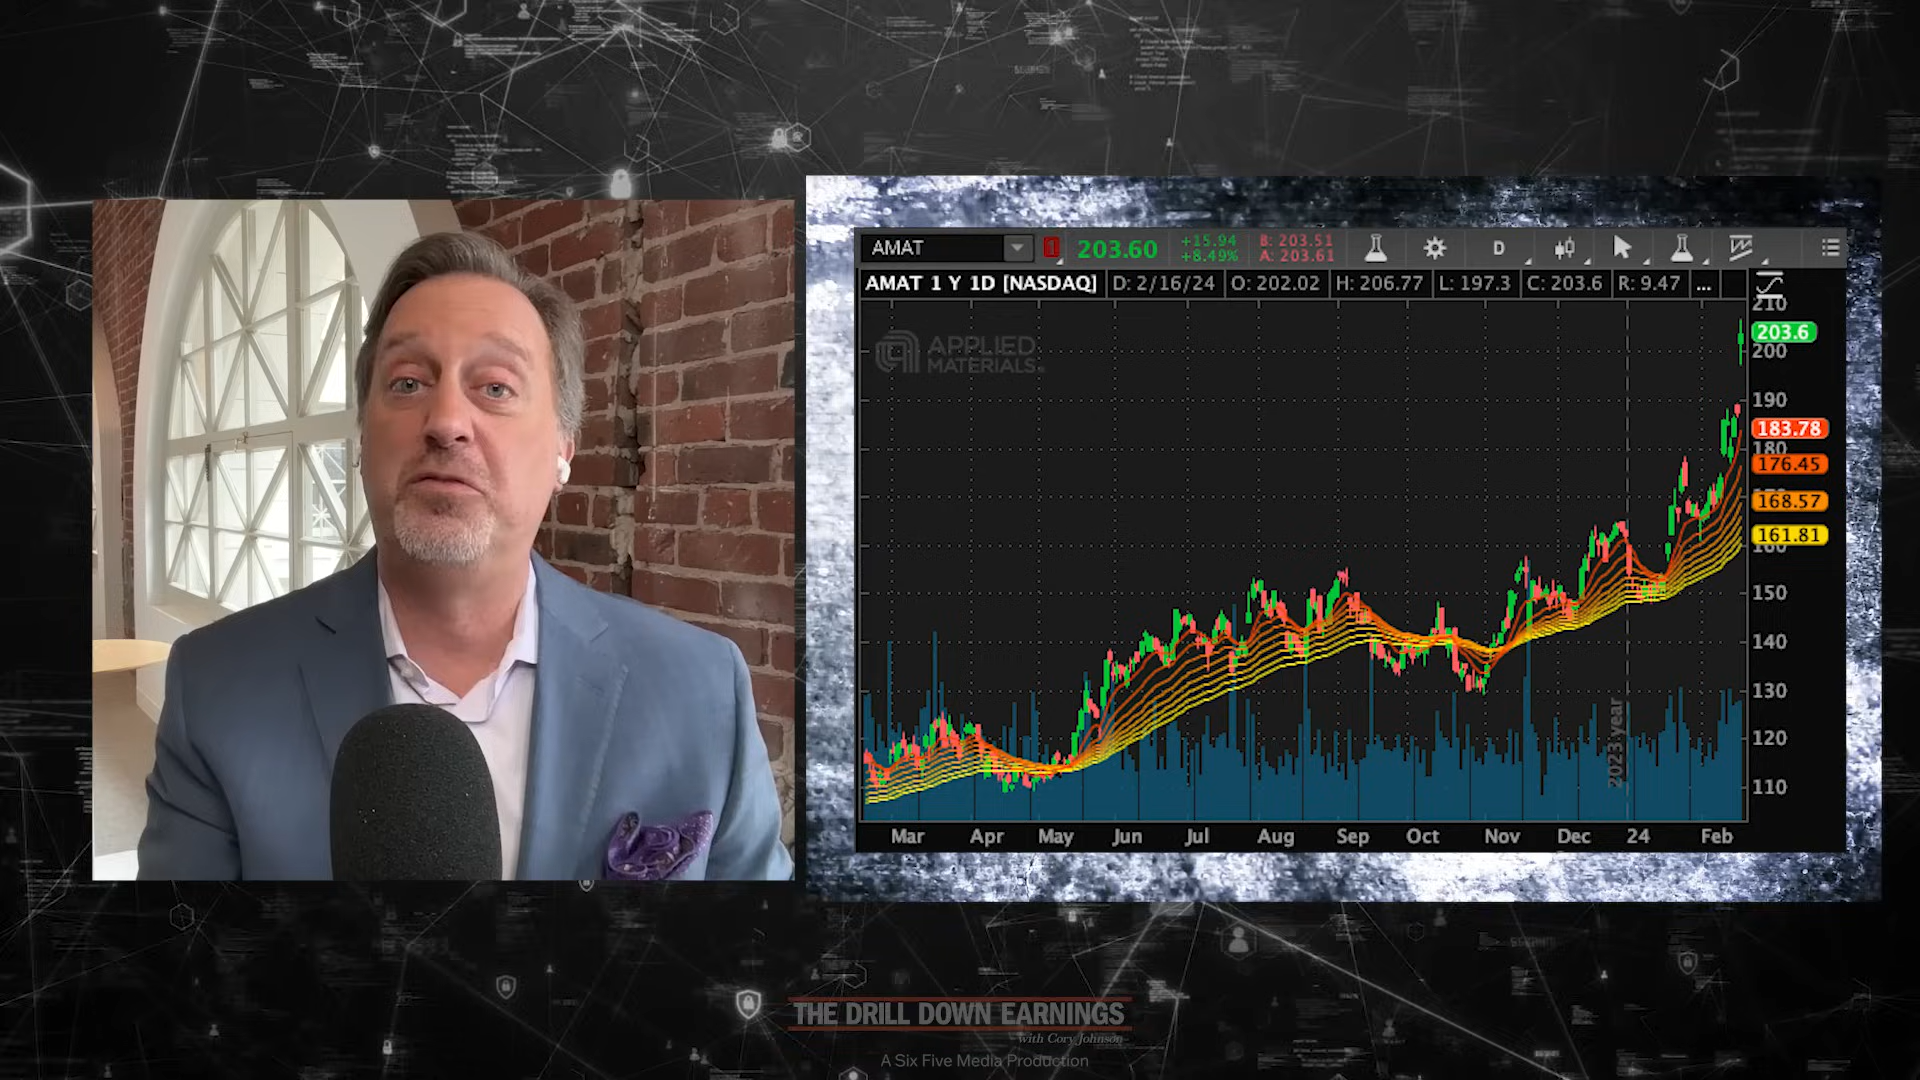 AMAT
1
203.60
+15.94
+8.49%
B: 203.51
A: 203.61
D
AMAT 1 Y 1D [NASDAQ]
D: 2/16/24
O: 202.02
H: 206.77
L: 197.3
C: 203.6
R: 9.47
...
APPLIED
MATERIALS
210
203.6
200
190
183.78
180
176.45
168.57
161.81
160
150
140
130
120
110
2023 year
Mar
Apr
May
Jun
Jul
Aug
Sep
Oct
Nov
Dec
24
Feb
THE DRILL DOWN EARNINGS
with Cory Johnson
A Six Five Media Production